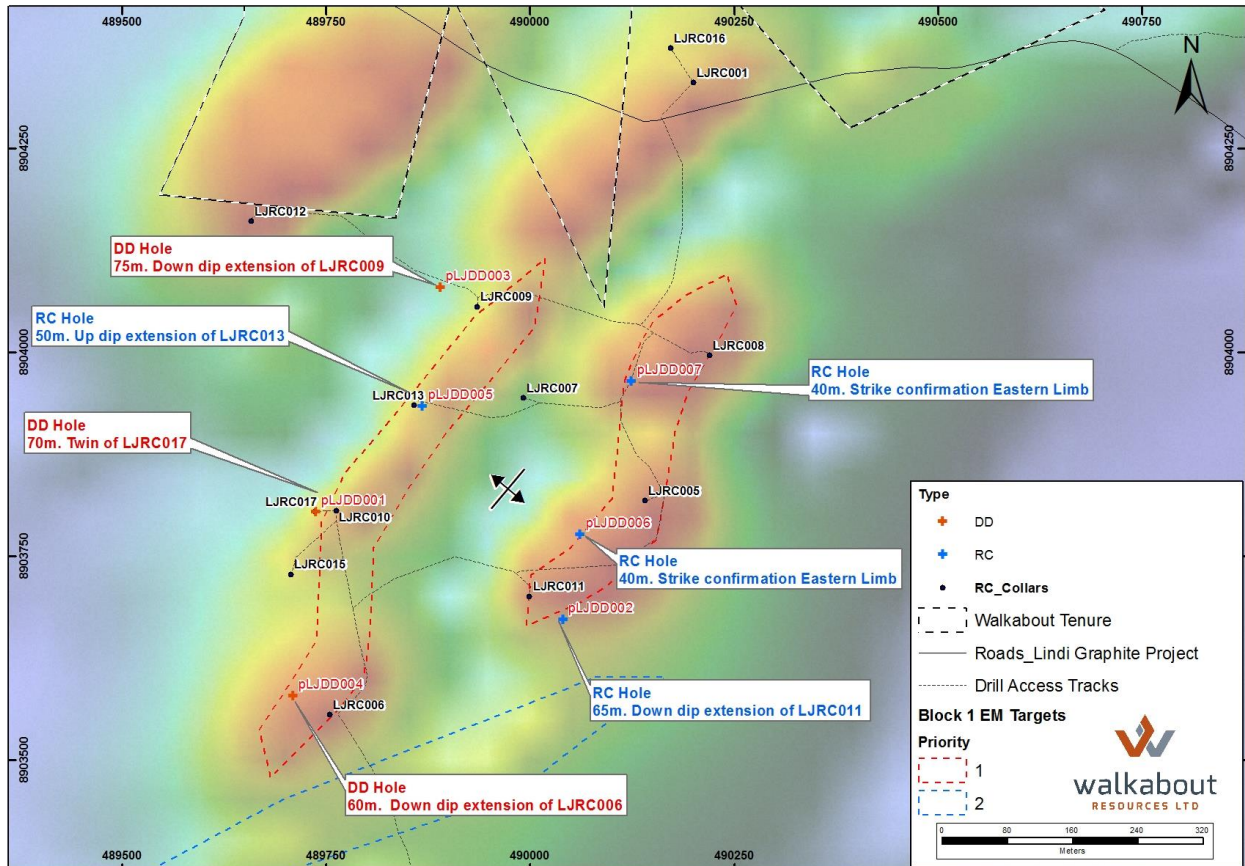 489500
489750
490000
490250
490500
490750
LJRC016
LJRC001
N
8904250
8904250
LJRC012
DD Hole
75m. Down dip extension of LJRC009
pLJDD003
LJRC009
RC Hole
50m. Up dip extension of LJRC013
LJRC008
8904000
8904000
pLJDD007
RC Hole
40m. Strike confirmation Eastern Limb
LJRC013
pLJDD005
LJRC007
DD Hole
70m. Twin of LJRC017
LJRC017
pLJDD001
LJRC010
LJRC005
pLJDD006
RC Hole
40m. Strike confirmation Eastern Limb
8903750
8903750
LJRC015
LJRC011
pLJDD002
RC Hole
65m. Down dip extension of LJRC011
pLJDD004
LJRC006
DD Hole
60m. Down dip extension of LJRC006
8903500
8903500
Type
DD
RC
RC_Collars
Walkabout Tenure
Roads_Lindi Graphite Project
Drill Access Tracks
Block 1 EM Targets
Priority
1
2
walkabout
RESOURCES LTD
0 80 160 240 320
Meters
489500
489750
490000
490250
490500
490750